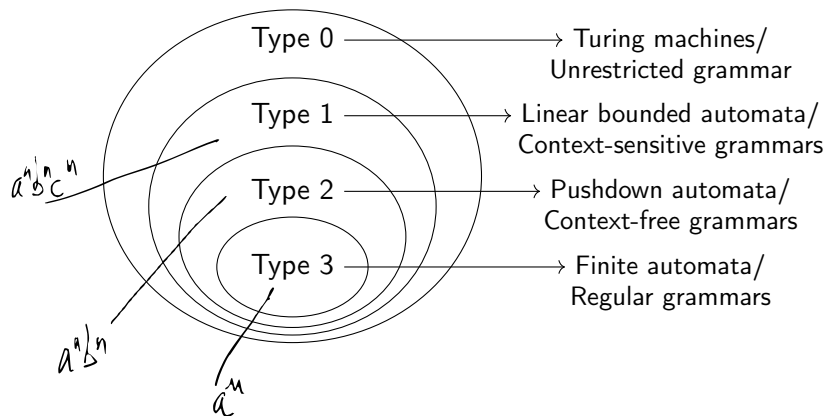 Type 0
Turing machines/
Unrestricted grammar
Type 1
Linear bounded automata/
Context-sensitive grammars
aⁿbⁿcⁿ
Type 2
Pushdown automata/
Context-free grammars
Type 3
Finite automata/
Regular grammars
aⁿbⁿ
aⁿ